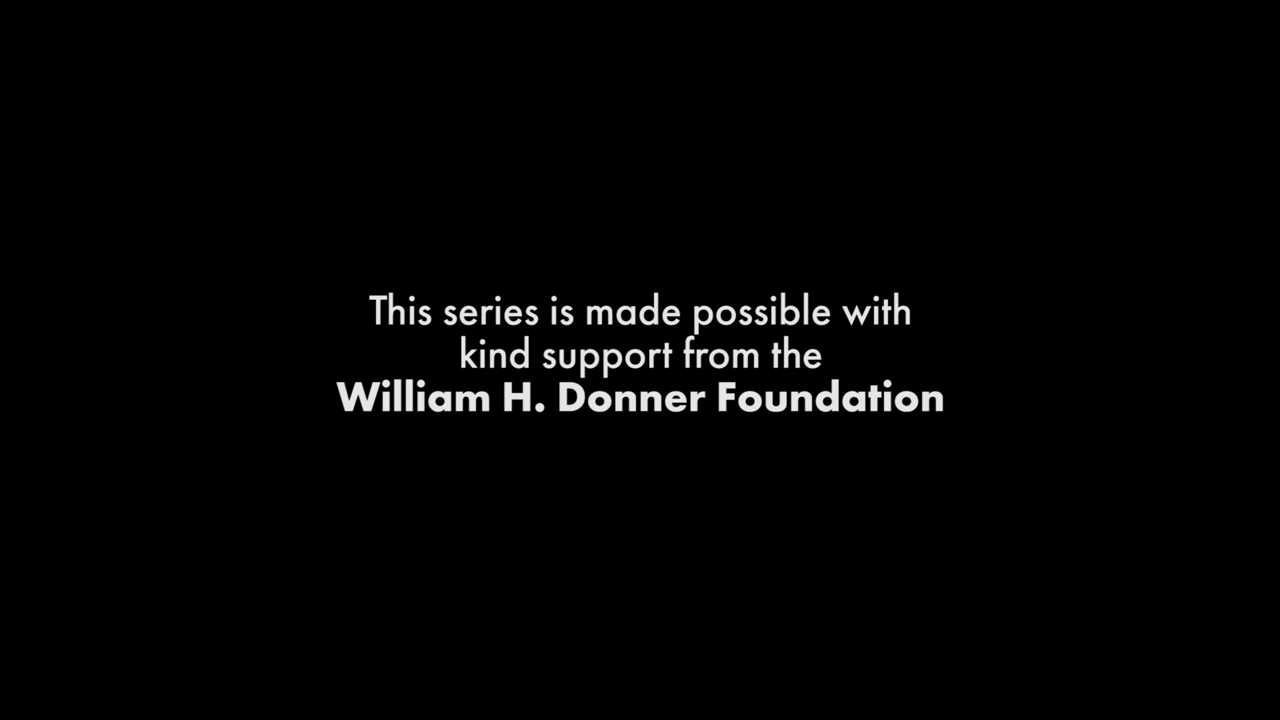 This series is made possible with
kind support from the
William H. Donner Foundation